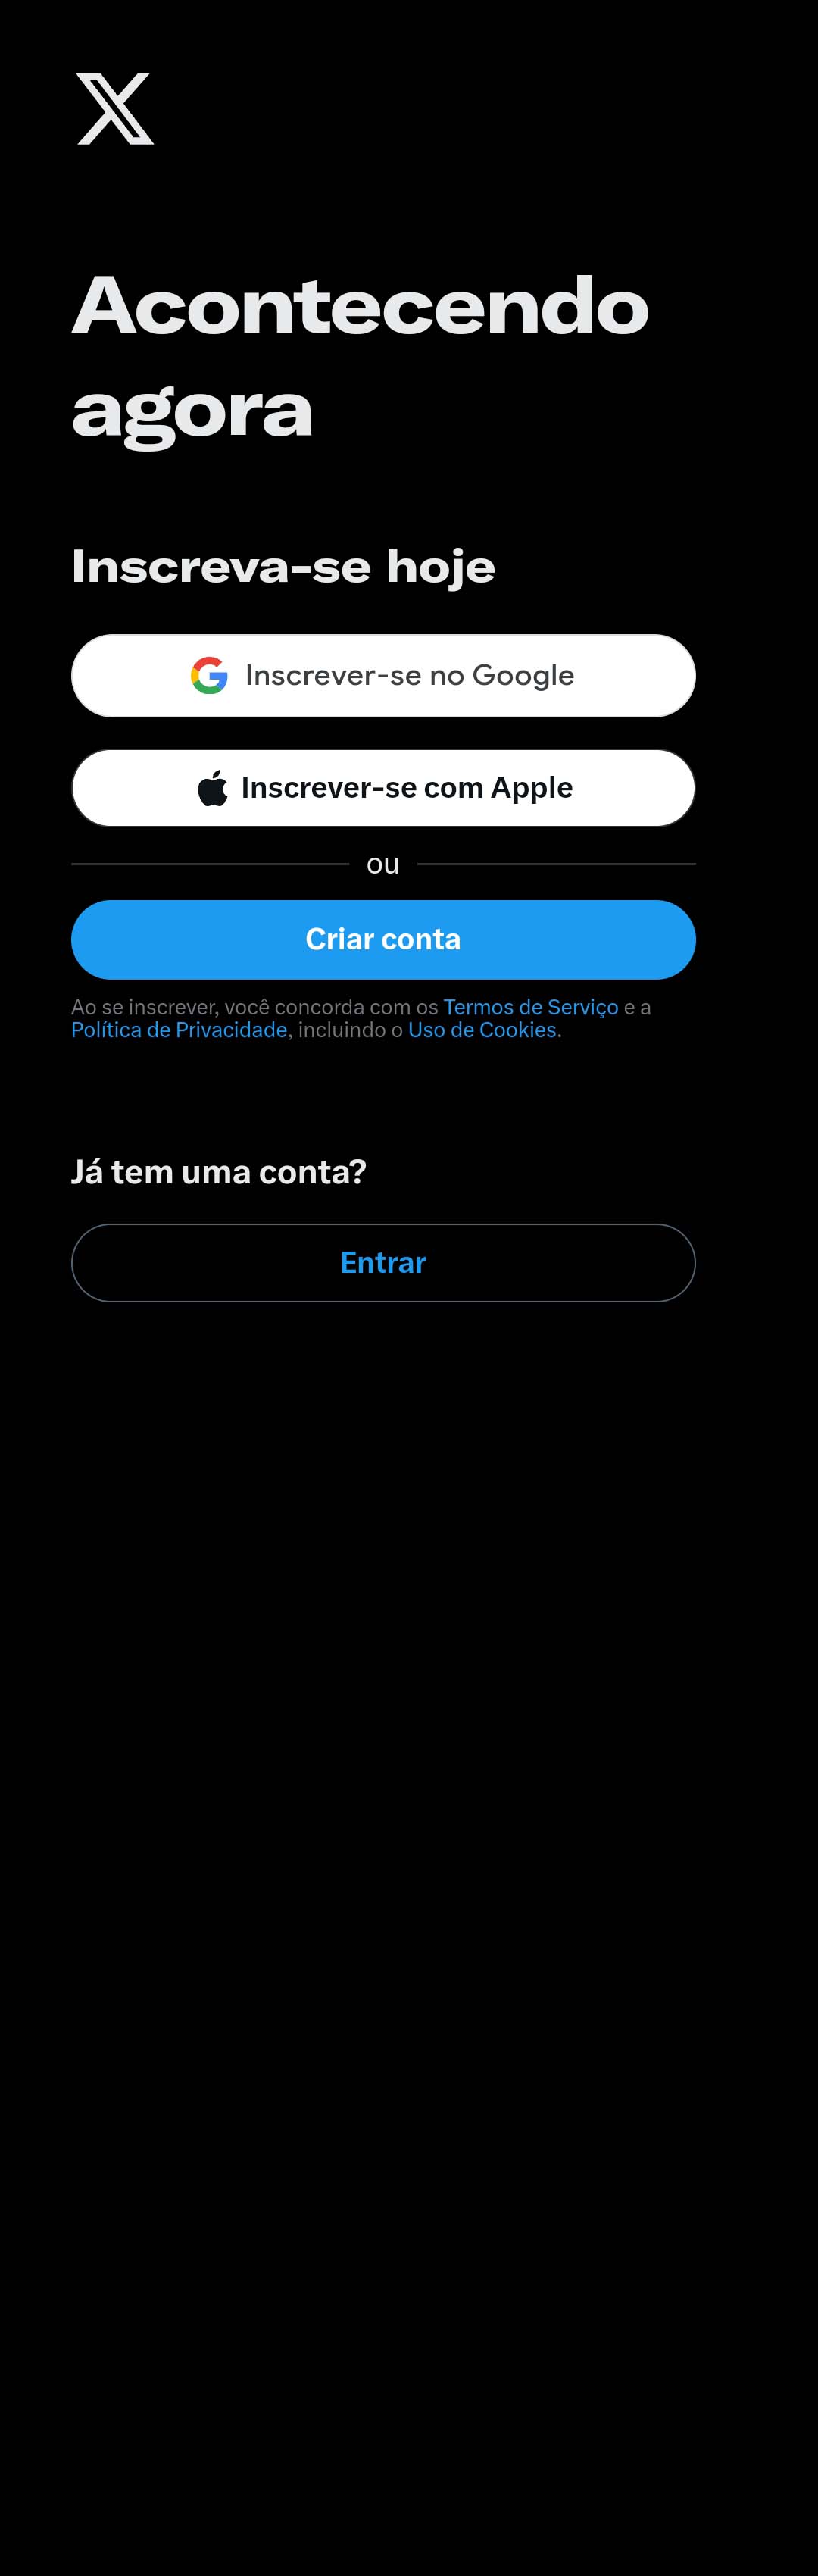 Acontecendo
agora
Inscreva-se hoje
Inscrever-se no Google
Inscrever-se com Apple
ou
Criar conta
Ao se inscrever, você concorda com os Termos de Serviço e a
Política de Privacidade, incluindo o Uso de Cookies.
Já tem uma conta?
Entrar